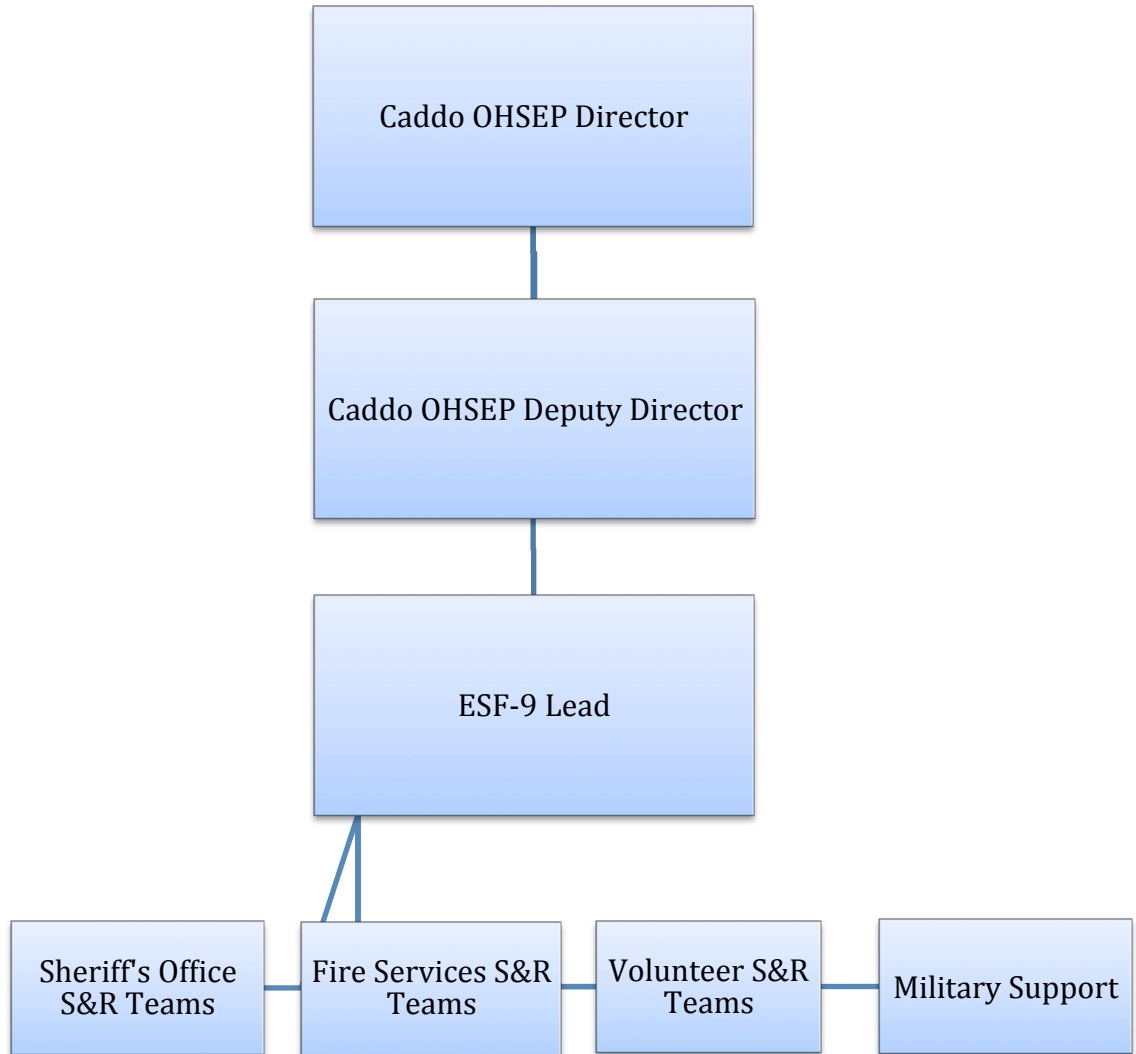 Caddo OHSEP Director
Caddo OHSEP Deputy Director
ESF-9 Lead
Sheriff's Office
S&R Teams
Fire Services S&R
Teams
Volunteer S&R
Teams
Military Support